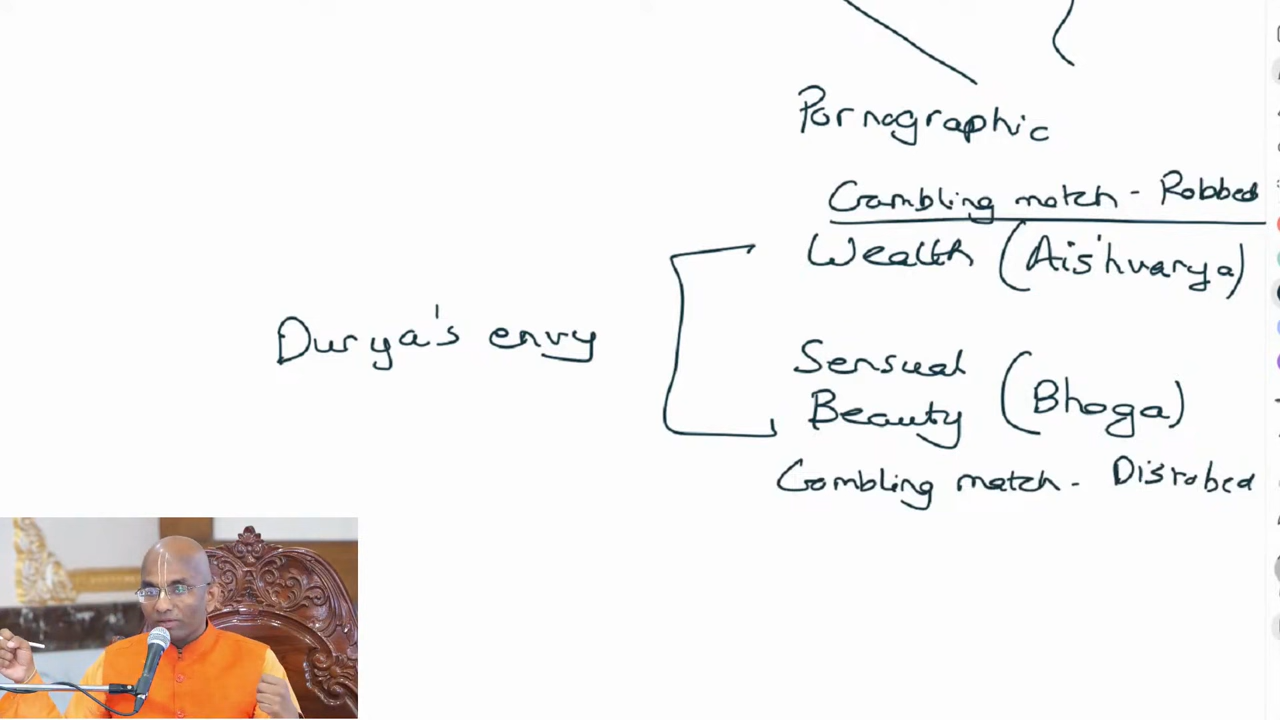 Pornographic
Gambling match - Robbed
Wealth (Aishvarya)
Durya's envy
Sensual
Beauty (Bhoga)
Gambling match - Disrobed